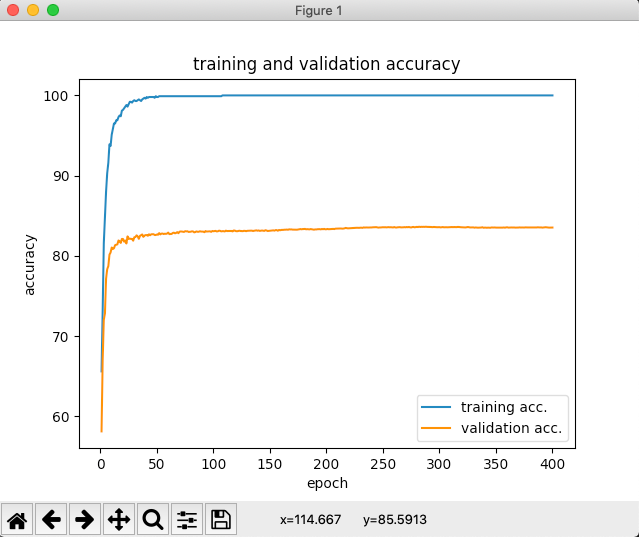 Figure 1
training and validation accuracy
100
90
80
70
60
accuracy
training acc.
validation acc.
0 50 100 150 200 250 300 350 400
epoch
x=114.667 y=85.5913